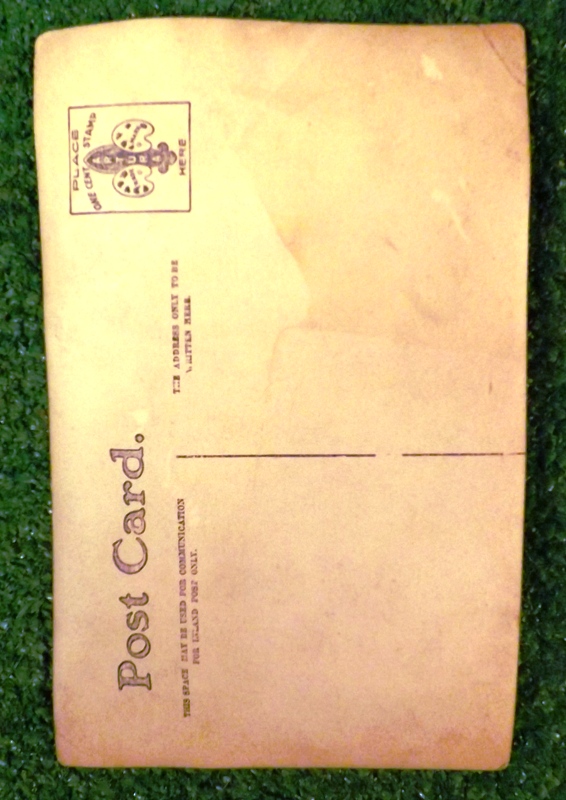 PLACE
ONE CENT STAMP
ARTURA
HERE
Post Card.
THE ADDRESS ONLY TO BE
WRITTEN HERE.
THIS SPACE MAY BE USED FOR COMMUNICATION
FOR INLAND POST ONLY.